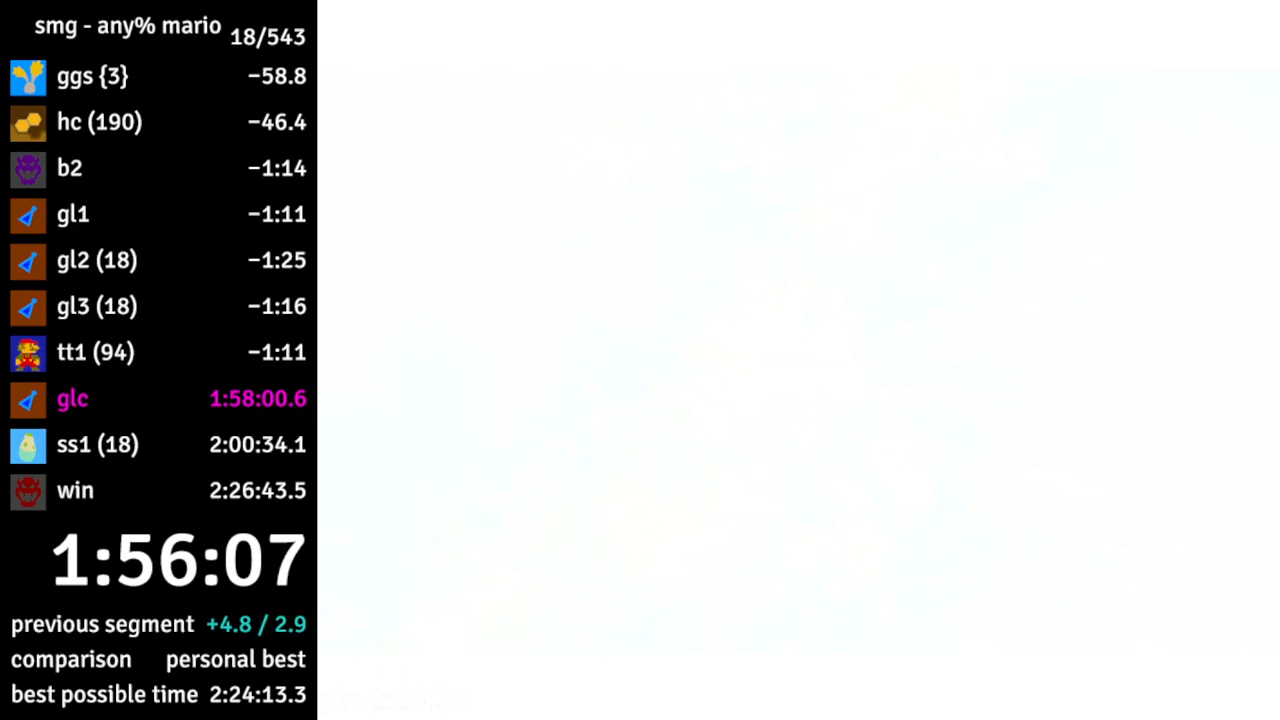 smg - any% mario 18/543
ggs {3} −58.8
hc (190) −46.4
b2 −1:14
gl1 −1:11
gl2 (18) −1:25
gl3 (18) −1:16
tt1 (94) −1:11
glc 1:58:00.6
ss1 (18) 2:00:34.1
win 2:26:43.5
1:56:07
previous segment +4.8 / 2.9
comparison personal best
best possible time 2:24:13.3